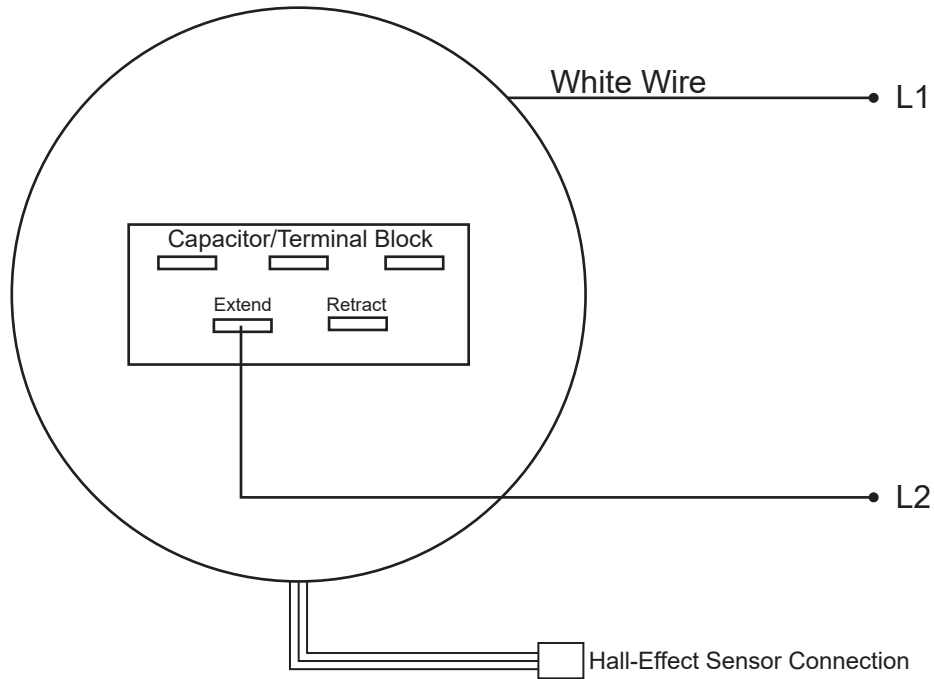 White Wire
L1
Capacitor/Terminal Block
Extend Retract
L2
Hall-Effect Sensor Connection